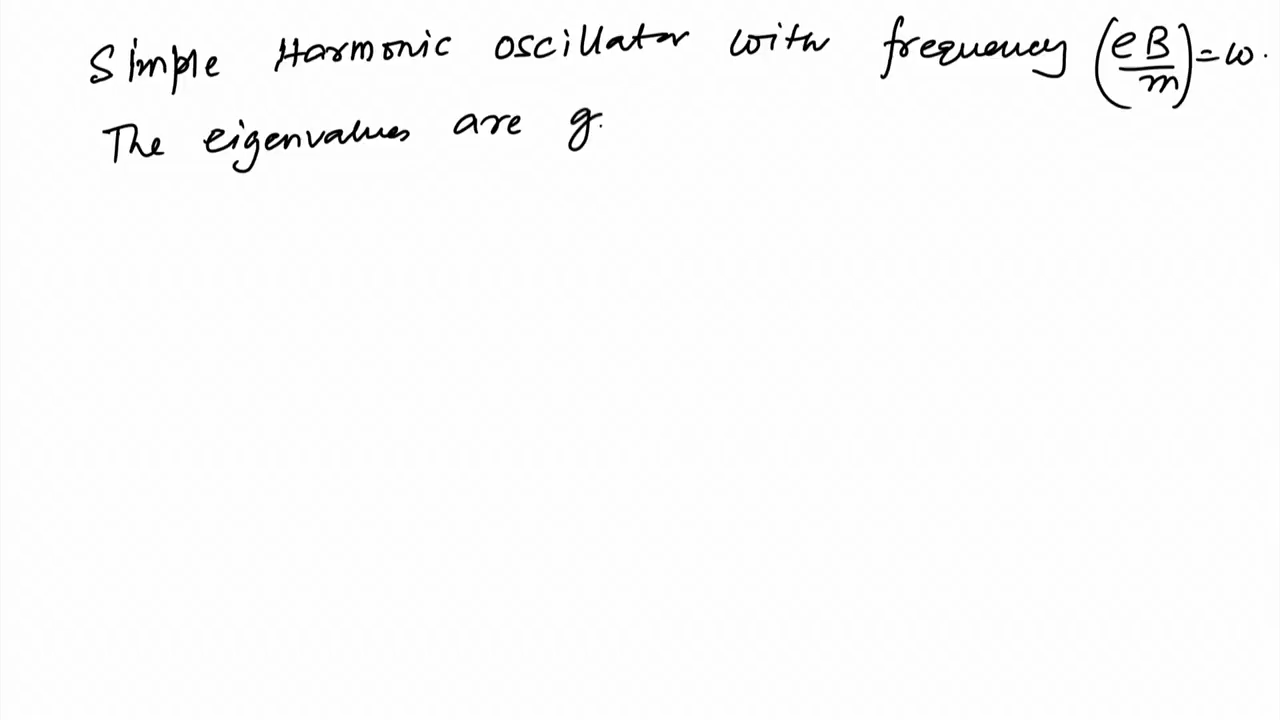 Simple Harmonic oscillator with frequency (eB/m) = ω.
The eigenvalues are g